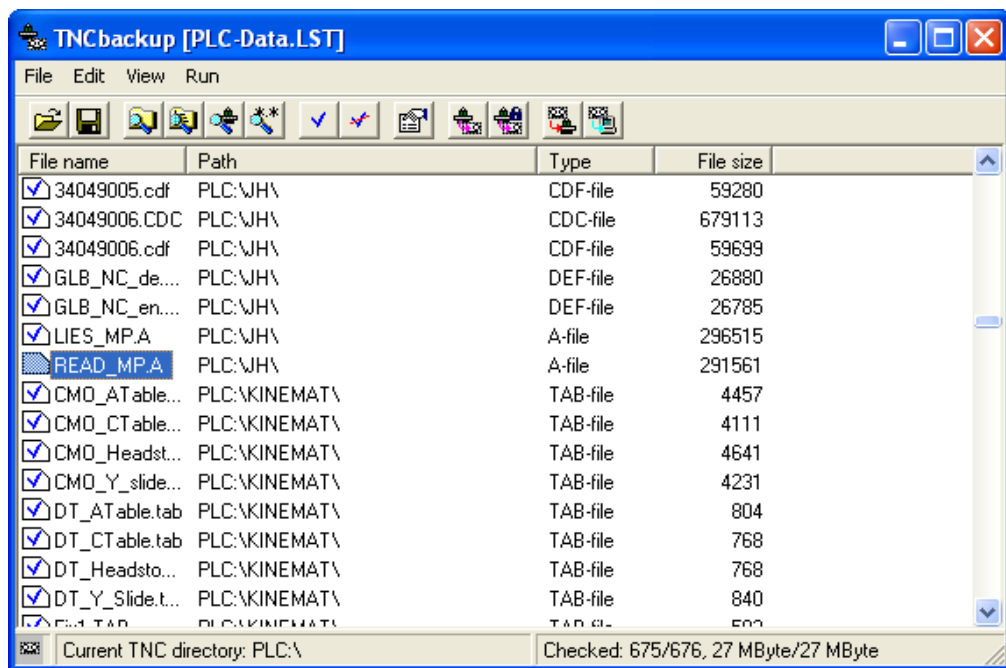 TNCbackup [PLC-Data.LST]
File Edit View Run
File name Path Type File size
34049005.cdf PLC:\JH\ CDF-file 59280
34049006.CDC PLC:\JH\ CDC-file 679113
34049006.cdf PLC:\JH\ CDF-file 59699
GLB_NC_de.... PLC:\JH\ DEF-file 26880
GLB_NC_en.... PLC:\JH\ DEF-file 26785
LIES_MP.A PLC:\JH\ A-file 296515
READ_MP.A PLC:\JH\ A-file 291561
CMO_ATable... PLC:\KINEMAT\ TAB-file 4457
CMO_CTable... PLC:\KINEMAT\ TAB-file 4111
CMO_Headst... PLC:\KINEMAT\ TAB-file 4641
CMO_Y_slide... PLC:\KINEMAT\ TAB-file 4231
DT_ATable.tab PLC:\KINEMAT\ TAB-file 804
DT_CTable.tab PLC:\KINEMAT\ TAB-file 768
DT_Headsto... PLC:\KINEMAT\ TAB-file 768
DT_Y_Slide.t... PLC:\KINEMAT\ TAB-file 840
PLC:\KINEMAT\ TAB-file
Current TNC directory: PLC:\ Checked: 675/676, 27 MByte/27 MByte